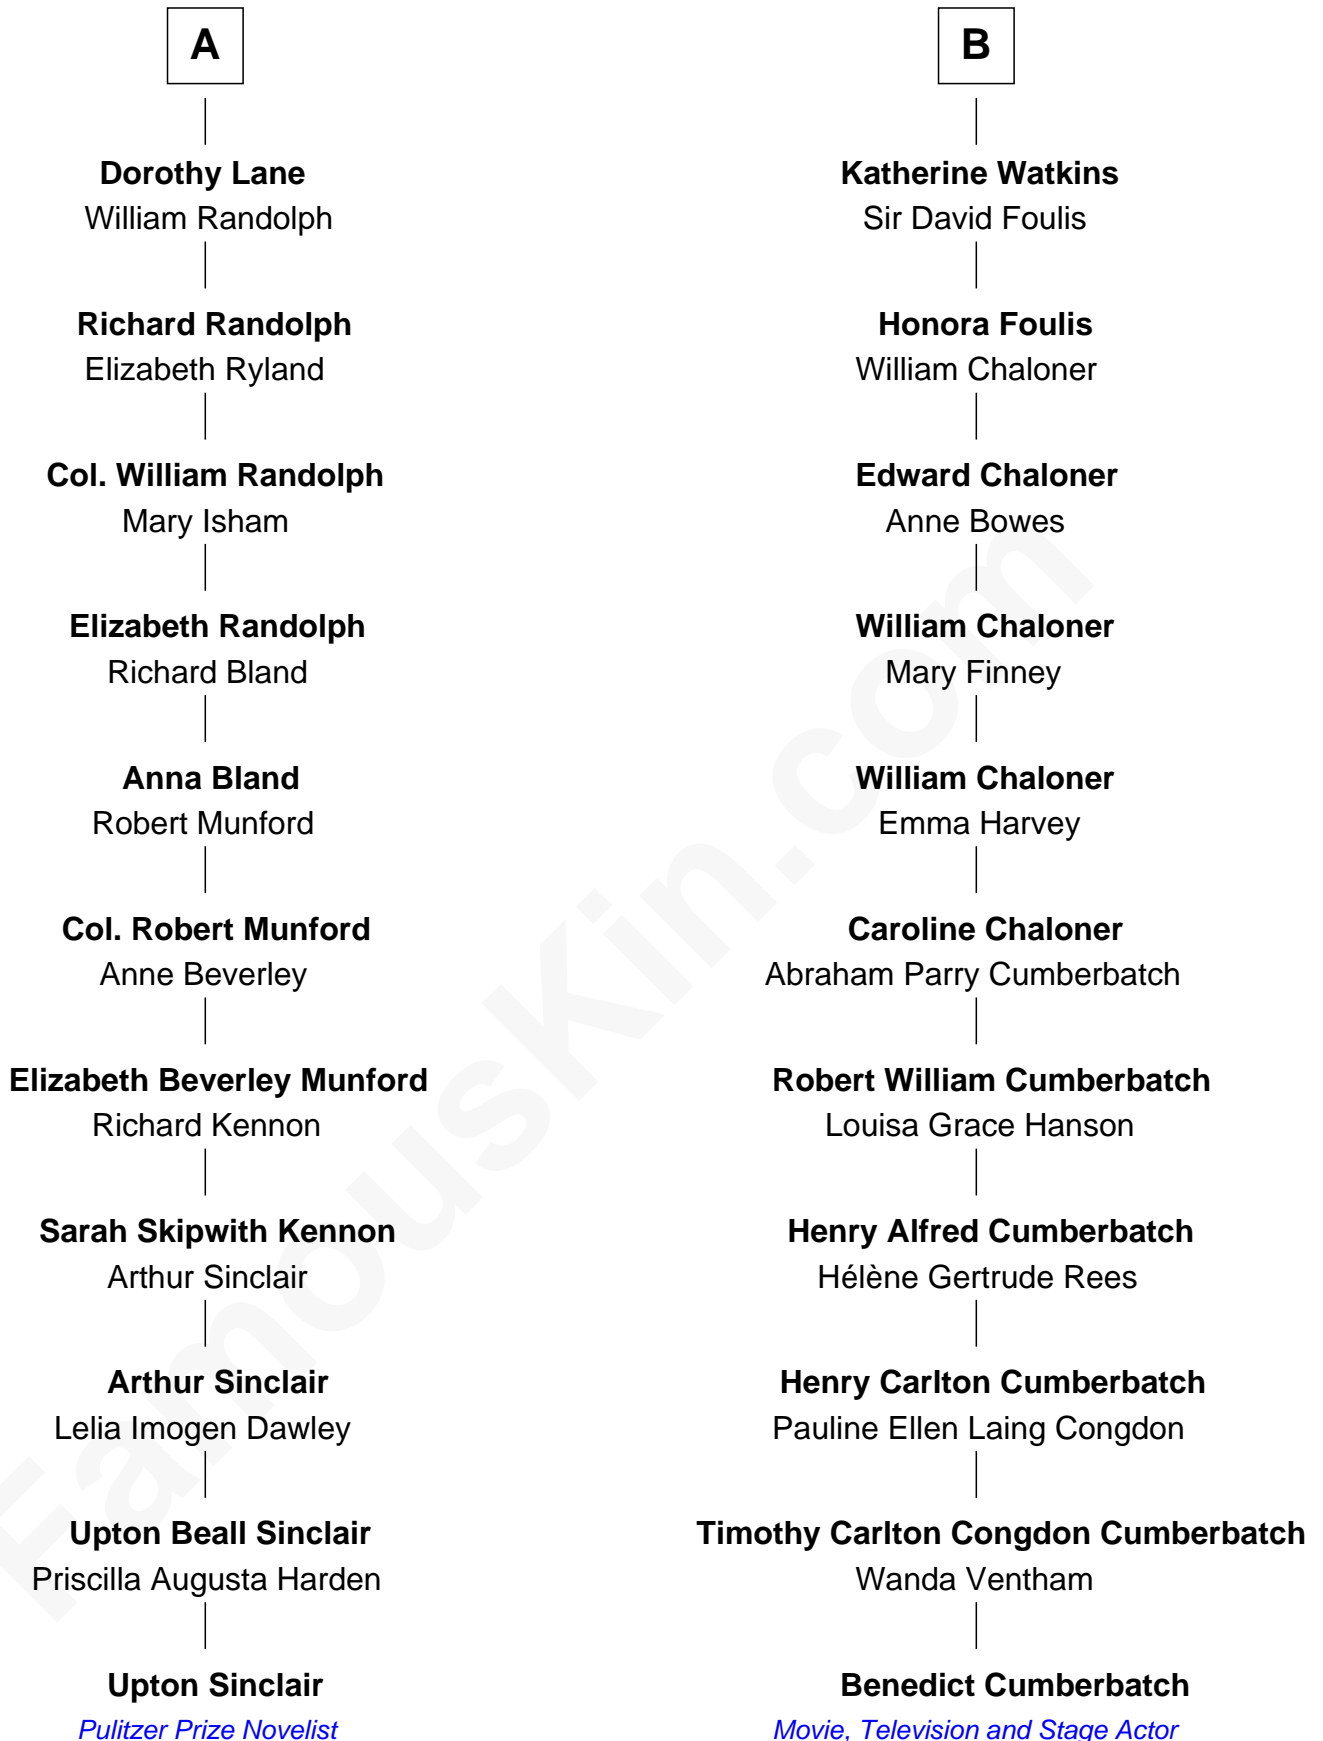 A
Dorothy Lane
William Randolph
Richard Randolph
Elizabeth Ryland
Col. William Randolph
Mary Isham
Elizabeth Randolph
Richard Bland
Anna Bland
Robert Munford
Col. Robert Munford
Anne Beverley
Elizabeth Beverley Munford
Richard Kennon
Sarah Skipwith Kennon
Arthur Sinclair
Arthur Sinclair
Lelia Imogen Dawley
Upton Beall Sinclair
Priscilla Augusta Harden
Upton Sinclair
Pulitzer Prize Novelist
B
Katherine Watkins
Sir David Foulis
Honora Foulis
William Chaloner
Edward Chaloner
Anne Bowes
William Chaloner
Mary Finney
William Chaloner
Emma Harvey
Caroline Chaloner
Abraham Parry Cumberbatch
Robert William Cumberbatch
Louisa Grace Hanson
Henry Alfred Cumberbatch
Hélène Gertrude Rees
Henry Carlton Cumberbatch
Pauline Ellen Laing Congdon
Timothy Carlton Congdon Cumberbatch
Wanda Ventham
Benedict Cumberbatch
Movie, Television and Stage Actor
FamousKin.com